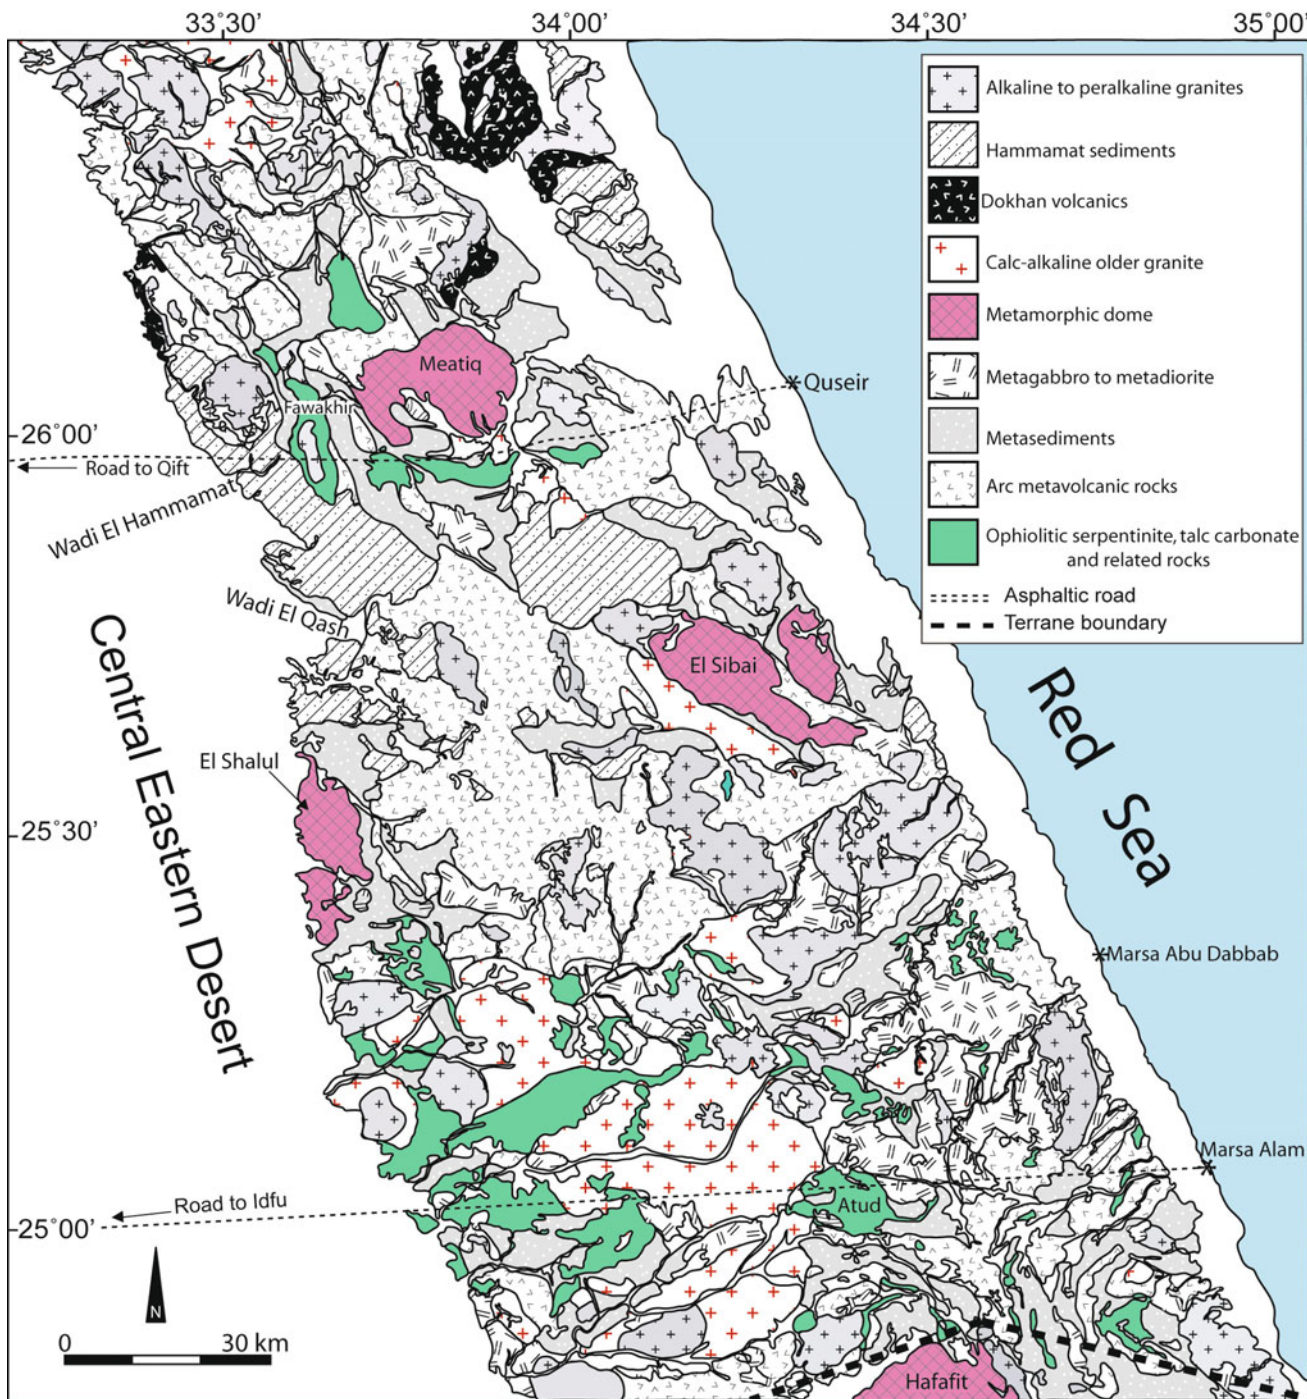 33°30’
34°00’
34°30’
35°00’
Alkaline to peralkaline granites
Hammamat sediments
Dokhan volcanics
Calc-alkaline older granite
Metamorphic dome
Metagabbro to metadiorite
Metasediments
Arc metavolcanic rocks
Ophiolitic serpentinite, talc carbonate
and related rocks
Asphaltic road
Terrane boundary
Meatiq
Quseir
Fawakhir
26°00’
Road to Qift
Wadi El Hammamat
Wadi El Qash
El Sibai
Central Eastern Desert
Red Sea
El Shalul
25°30’
Marsa Abu Dabbab
Marsa Alam
Road to Idfu
Atud
25°00’
N
0 30 km
Hafafit